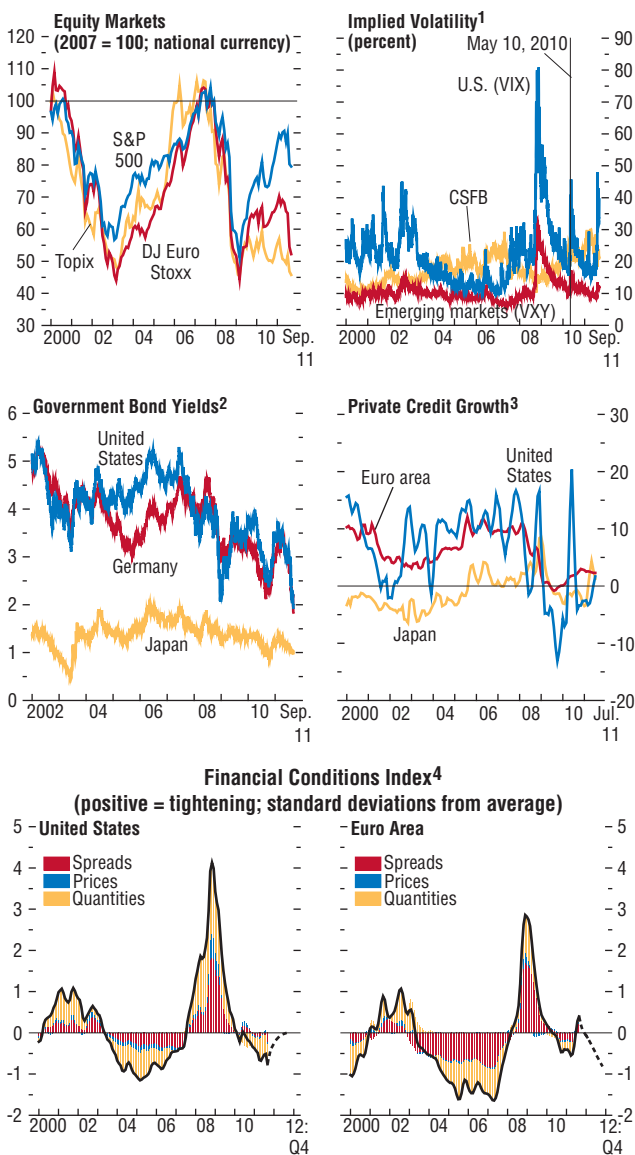 Equity Markets
(2007 = 100; national currency)
120
110
100
90
80
70
60
50
40
30
S&P
500
Topix
DJ Euro
Stoxx
2000 02 04 06 08 10 Sep.
11
Implied Volatility1
(percent)
May 10, 2010
90
80
70
60
50
40
30
20
10
0
U.S. (VIX)
CSFB
Emerging markets (VXY)
2000 02 04 06 08 10 Sep.
11
Government Bond Yields2
6
5
4
3
2
1
0
United
States
Germany
Japan
2002 04 06 08 10 Sep.
11
Private Credit Growth3
30
20
10
0
-10
-20
United
States
Euro area
Japan
2000 02 04 06 08 10 Jul.
11
Financial Conditions Index4
(positive = tightening; standard deviations from average)
United States
5
4
3
2
1
0
-1
-2
Spreads
Prices
Quantities
2000 02 04 06 08 10 12:
Q4
Euro Area
5
4
3
2
1
0
-1
-2
Spreads
Prices
Quantities
2000 02 04 06 08 10 12:
Q4